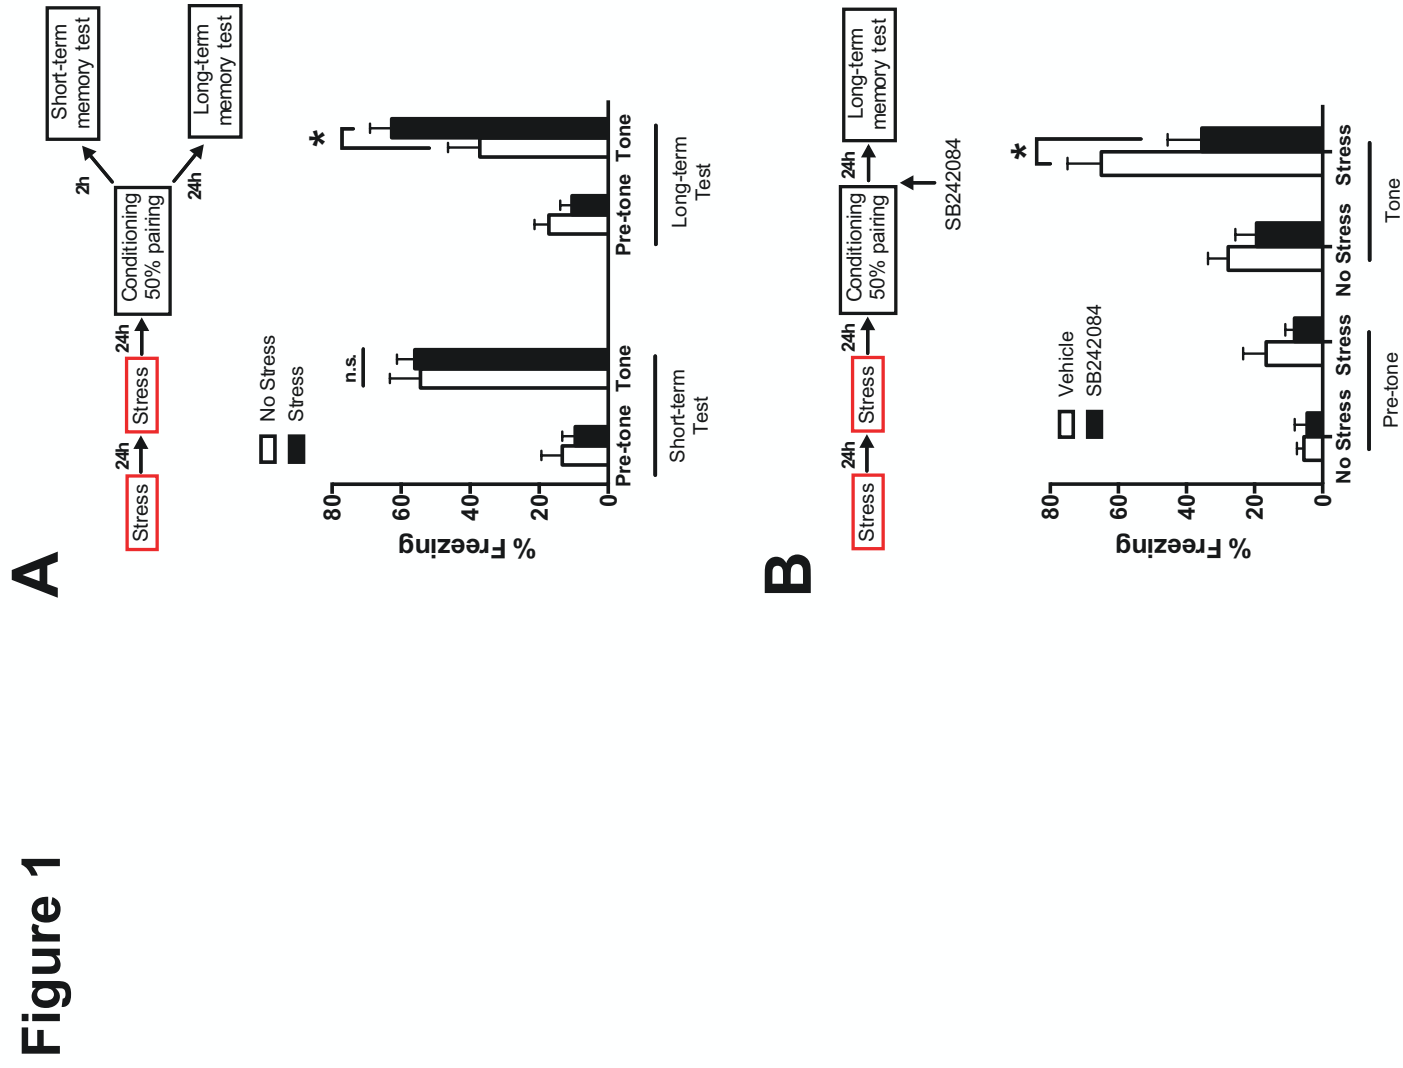 Figure 1
A
Stress
24h
Stress
24h
Conditioning
50% pairing
2h
Short-term
memory test
24h
Long-term
memory test
No Stress
Stress
% Freezing
80
60
40
20
0
n.s.
*
Pre-tone Tone
Pre-tone Tone
Short-term
Test
Long-term
Test
B
Stress
24h
Stress
24h
Conditioning
50% pairing
24h
Long-term
memory test
SB242084
Vehicle
SB242084
% Freezing
80
60
40
20
0
*
No Stress Stress No Stress Stress
Pre-tone
Tone